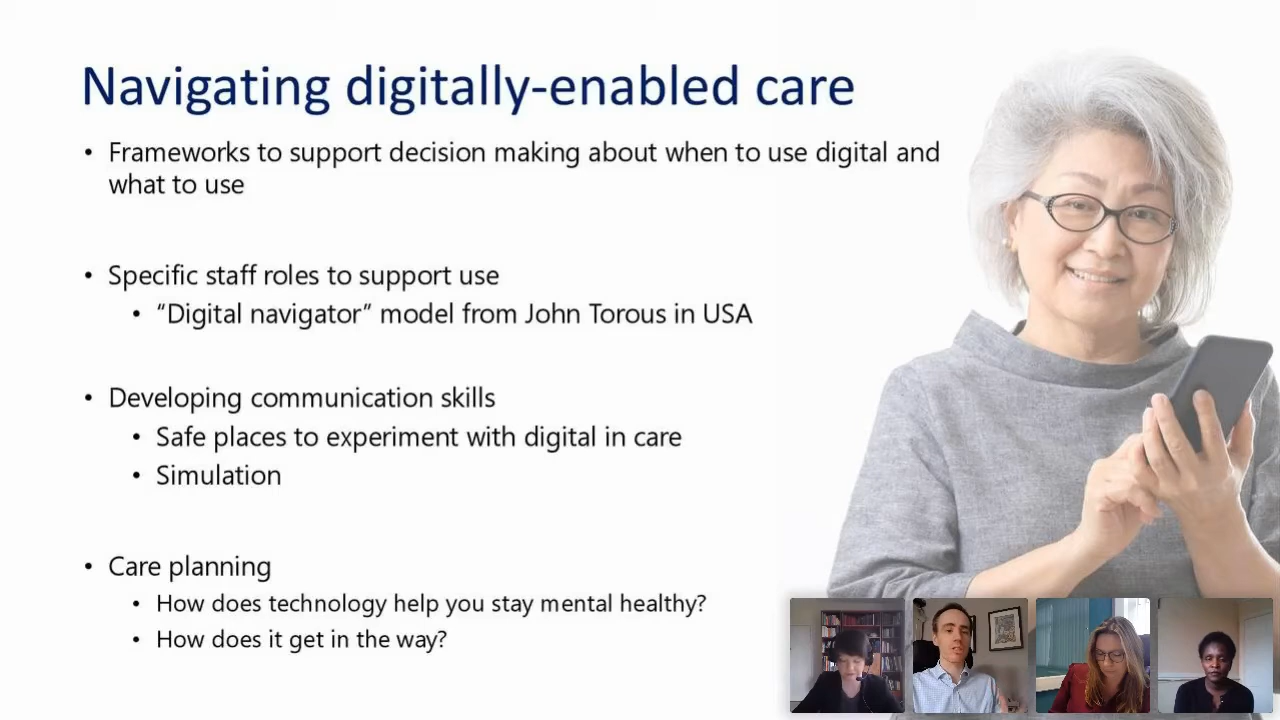 Navigating digitally-enabled care
• Frameworks to support decision making about when to use digital and
what to use
• Specific staff roles to support use
• “Digital navigator” model from John Torous in USA
• Developing communication skills
• Safe places to experiment with digital in care
• Simulation
• Care planning
• How does technology help you stay mental healthy?
• How does it get in the way?